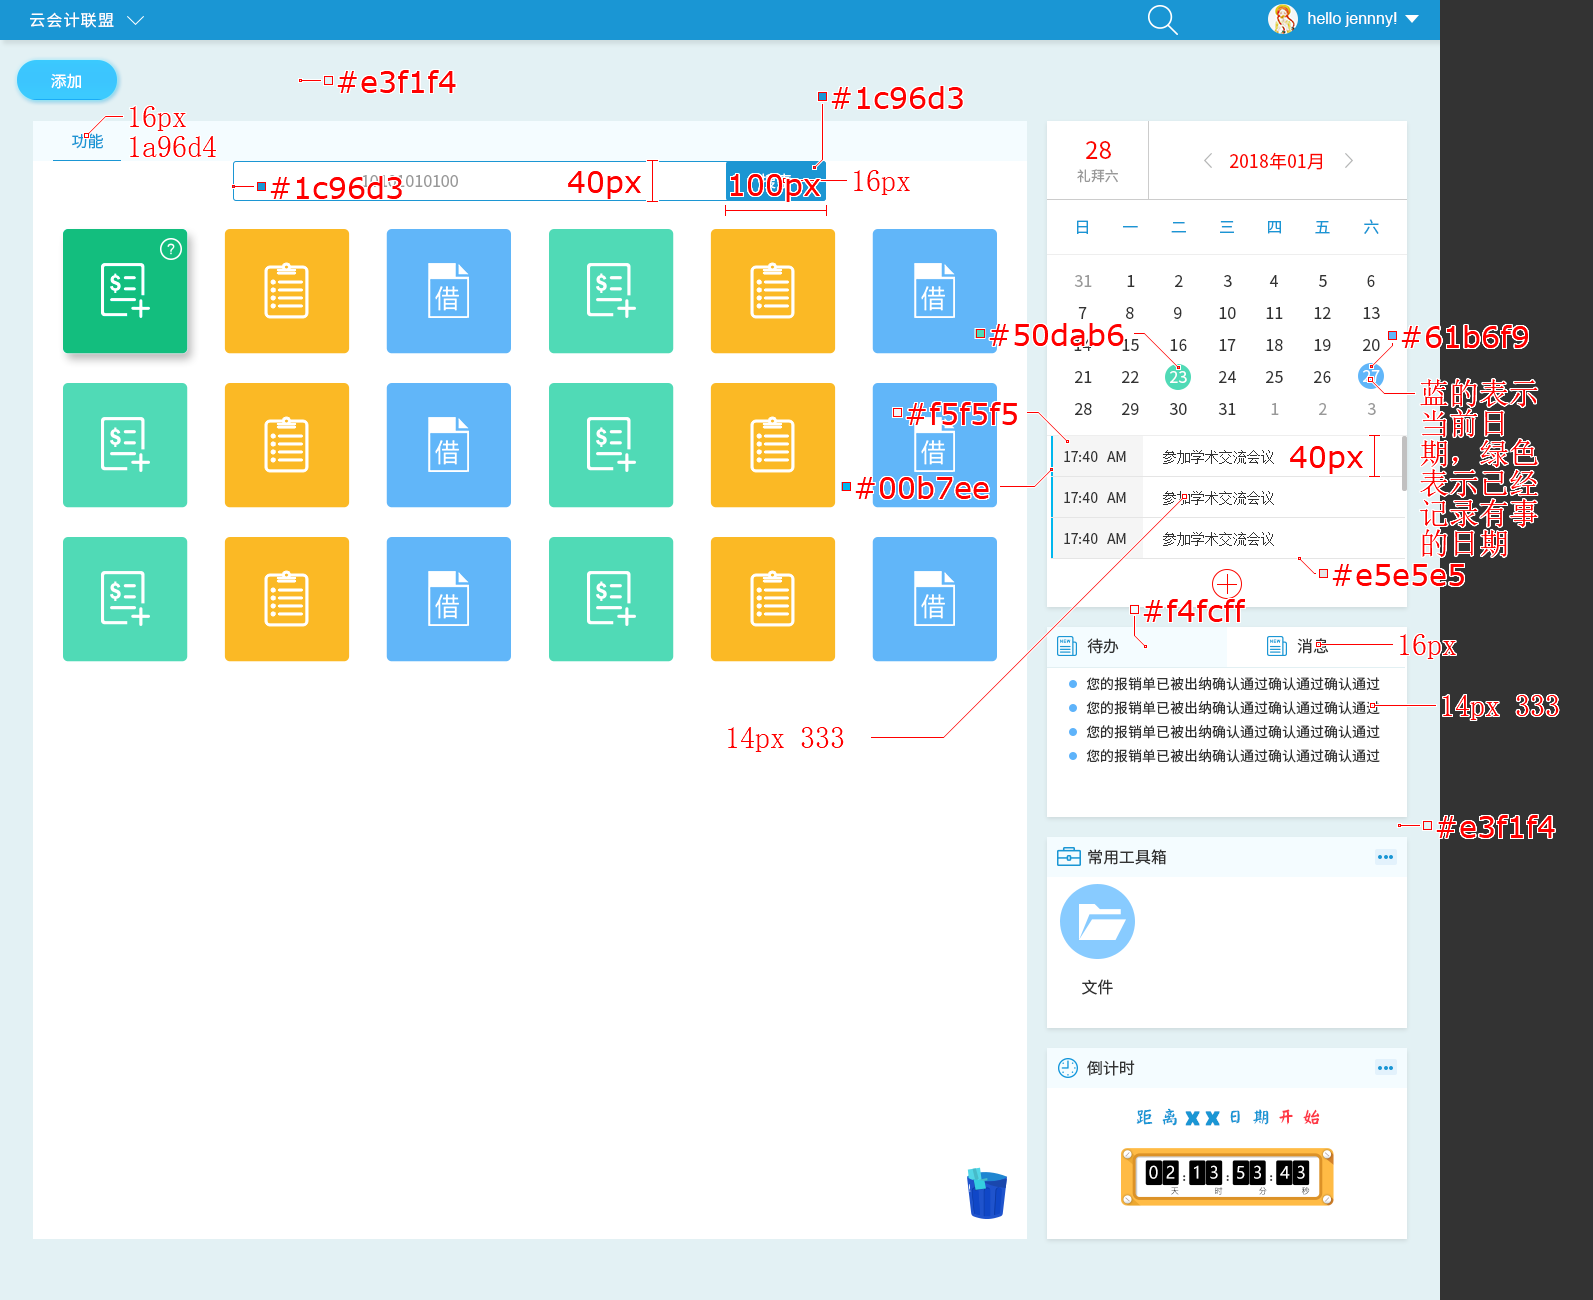 云会计联盟
hello jennny!
添加
#e3f1f4
#1c96d3
16px
1a96d4
功能
#1c96d3
40px
100px
16px
28
礼拜六
2018年01月
日 一 二 三 四 五 六
31 1 2 3 4 5 6
7 8 9 10 11 12 13
14 15 16 17 18 19 20
21 22 23 24 25 26 27
28 29 30 31 1 2 3
?
$
借
$
借
$
借
$
借
$
借
$
借
#50dab6
#61b6f9
蓝的表示
当前日
期，绿色
表示已经
记录有事
的日期
#f5f5f5
#00b7ee
17:40 AM 参加学术交流会议
40px
17:40 AM 参加学术交流会议
17:40 AM 参加学术交流会议
#e5e5e5
#f4fcff
NEW 待办
NEW 消息
16px
您的报销单已被出纳确认通过确认通过确认通过
您的报销单已被出纳确认通过确认通过确认通过
您的报销单已被出纳确认通过确认通过确认通过
您的报销单已被出纳确认通过确认通过确认通过
14px 333
14px 333
#e3f1f4
常用工具箱
文件
倒计时
距离XX日期开始
02:13:53:43
天 时 分 秒